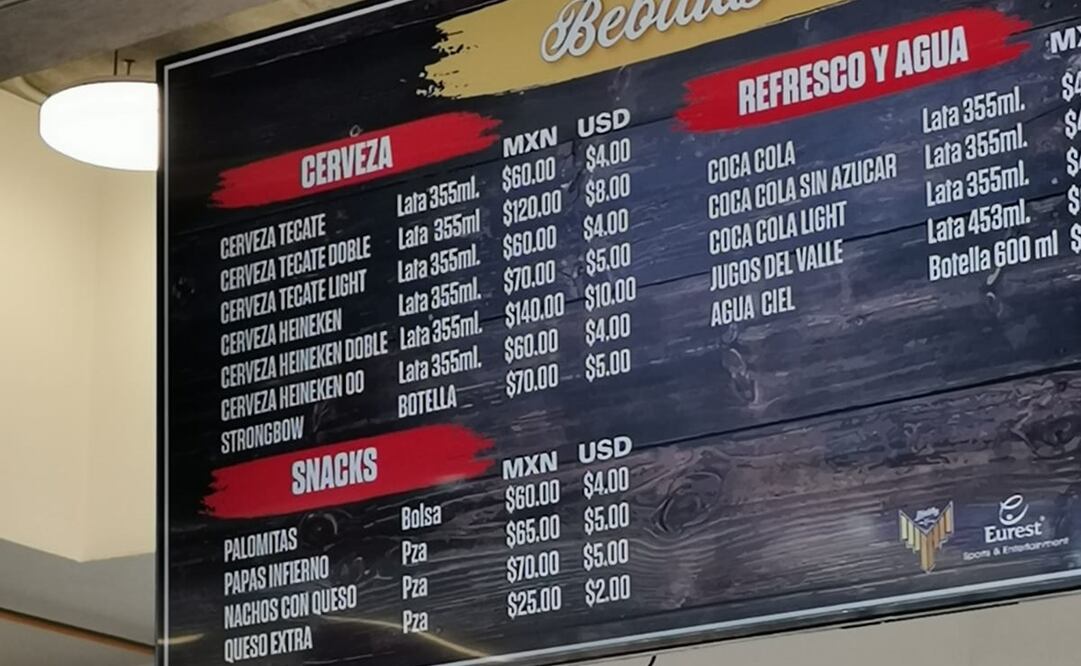 Bebidas
CERVEZA MXN USD
CERVEZA TECATE Lata 355ml. $60.00 $4.00
CERVEZA TECATE DOBLE Lata 355ml $120.00 $8.00
CERVEZA TECATE LIGHT Lata 355ml. $60.00 $4.00
CERVEZA HEINEKEN Lata 355ml. $70.00 $5.00
CERVEZA HEINEKEN DOBLE Lata 355ml. $140.00 $10.00
CERVEZA HEINEKEN 00 Lata 355ml. $60.00 $4.00
STRONGBOW BOTELLA $70.00 $5.00
SNACKS MXN USD
PALOMITAS Bolsa $60.00 $4.00
PAPAS INFIERNO Pza $65.00 $5.00
NACHOS CON QUESO Pza $70.00 $5.00
QUESO EXTRA Pza $25.00 $2.00
REFRESCO Y AGUA
COCA COLA Lata 355ml.
COCA COLA SIN AZUCAR Lata 355ml.
COCA COLA LIGHT Lata 355ml.
JUGOS DEL VALLE Lata 453ml.
AGUA CIEL Botella 600 ml
Eurest
Sports & Entertainment